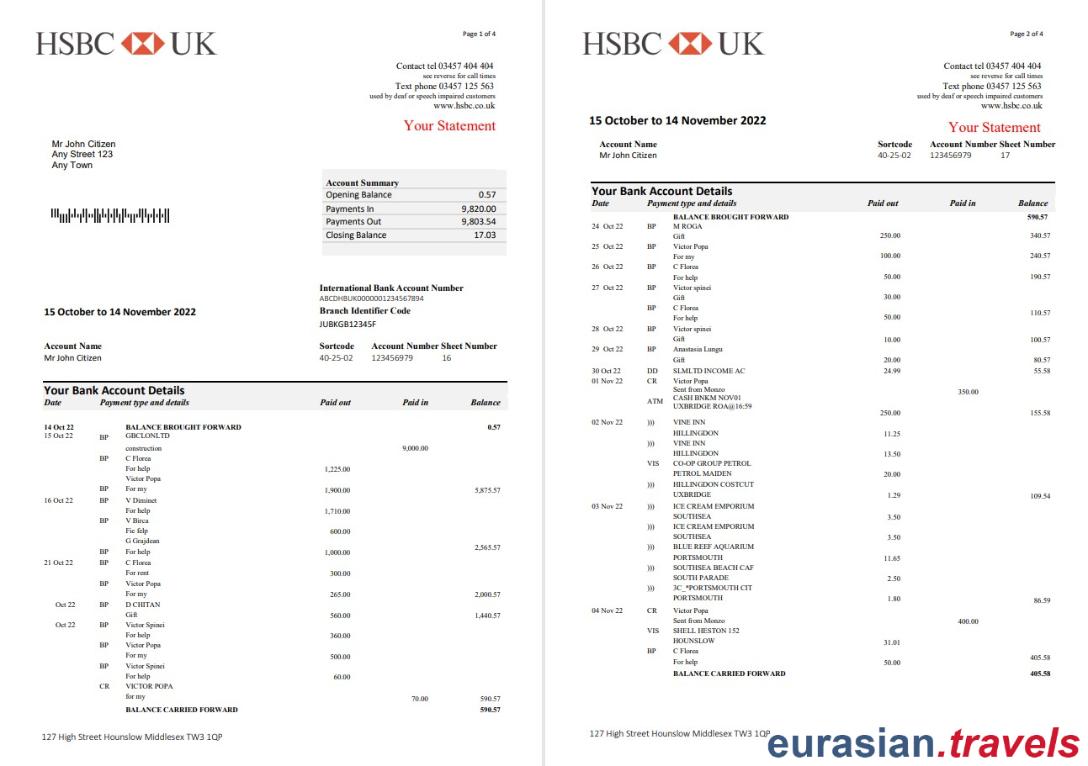 HSBC UK
Page 1 of 4
Contact tel 03457 404 404
see reverse for call times
Text phone 03457 125 563
used by deaf or speech impaired customers
www.hsbc.co.uk
Your Statement
Mr John Citizen
Any Street 123
Any Town
Account Summary
Opening Balance 0.57
Payments In 9,820.00
Payments Out 9,803.54
Closing Balance 17.03
International Bank Account Number
ABCDHBUK0000001234567894
15 October to 14 November 2022 Branch Identifier Code
JUBKGB12345F
Account Name Sortcode Account Number Sheet Number
Mr John Citizen 40-25-02 123456979 16
Your Bank Account Details
Date Payment type and details Paid out Paid in Balance
14 Oct 22 BALANCE BROUGHT FORWARD 0.57
15 Oct 22 BP GBCLONLTD
construction 9,000.00
BP C Florea
For help 1,225.00
Victor Popa
BP For my 1,900.00 5,875.57
16 Oct 22 BP V Diminet
For help 1,710.00
BP V Birca
Fie felp 600.00
G Grajdean
BP For help 1,000.00 2,565.57
21 Oct 22 BP C Florea
For rent 300.00
BP Victor Popa
For my 265.00 2,000.57
Oct 22 BP D CHITAN
Gift 560.00 1,440.57
Oct 22 BP Victor Spinei
For help 360.00
BP Victor Popa
For my 500.00
BP Victor Spinei
For help 60.00
CR VICTOR POPA
for my 70.00 590.57
BALANCE CARRIED FORWARD 590.57
127 High Street Hounslow Middlesex TW3 1QP
HSBC UK
Page 2 of 4
Contact tel 03457 404 404
see reverse for call times
Text phone 03457 125 563
used by deaf or speech impaired customers
www.hsbc.co.uk
15 October to 14 November 2022
Your Statement
Account Name Sortcode Account Number Sheet Number
Mr John Citizen 40-25-02 123456979 17
Your Bank Account Details
Date Payment type and details Paid out Paid in Balance
BALANCE BROUGHT FORWARD 590.57
24 Oct 22 BP M ROGA
Gift 250.00 340.57
25 Oct 22 BP Victor Popa
For my 100.00 240.57
26 Oct 22 BP C Florea
For help 50.00 190.57
27 Oct 22 BP Victor spinei
Gift 30.00
BP C Florea
For help 50.00 110.57
28 Oct 22 BP Victor spinei
Gift 10.00 100.57
29 Oct 22 BP Anastasia Lungu
Gift 20.00 80.57
30 Oct 22 DD SLMLTD INCOME AC 24.99 55.58
01 Nov 22 CR Victor Popa
Sent from Monzo 350.00
ATM CASH BNKM NOV01
UXBRIDGE ROA@16:59 250.00 155.58
02 Nov 22 ))) VINE INN
HILLINGDON 11.25
))) VINE INN
HILLINGDON 13.50
VIS CO-OP GROUP PETROL
PETROL MAIDEN 20.00
))) HILLINGDON COSTCUT
UXBRIDGE 1.29 109.54
03 Nov 22 ))) ICE CREAM EMPORIUM
SOUTHSEA 3.50
))) ICE CREAM EMPORIUM
SOUTHSEA 3.50
))) BLUE REEF AQUARIUM
PORTSMOUTH 11.65
))) SOUTHSEA BEACH CAF
SOUTH PARADE 2.50
))) 3C_*PORTSMOUTH CIT
PORTSMOUTH 1.80 86.59
04 Nov 22 CR Victor Popa
Sent from Monzo 400.00
VIS SHELL HESTON 152
HOUNSLOW 31.01
BP C Florea
For help 50.00 405.58
BALANCE CARRIED FORWARD 405.58
127 High Street Hounslow Middlesex TW3 1QP
eurasian.travels